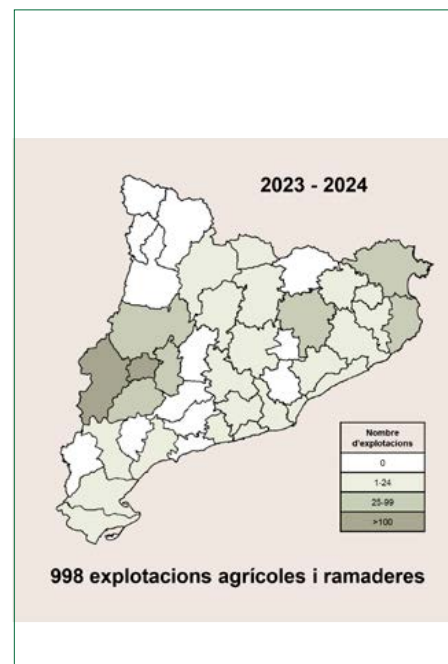 2023 - 2024
Nombre
d'explotacions
0
1-24
25-99
>100
998 explotacions agrícoles i ramaderes